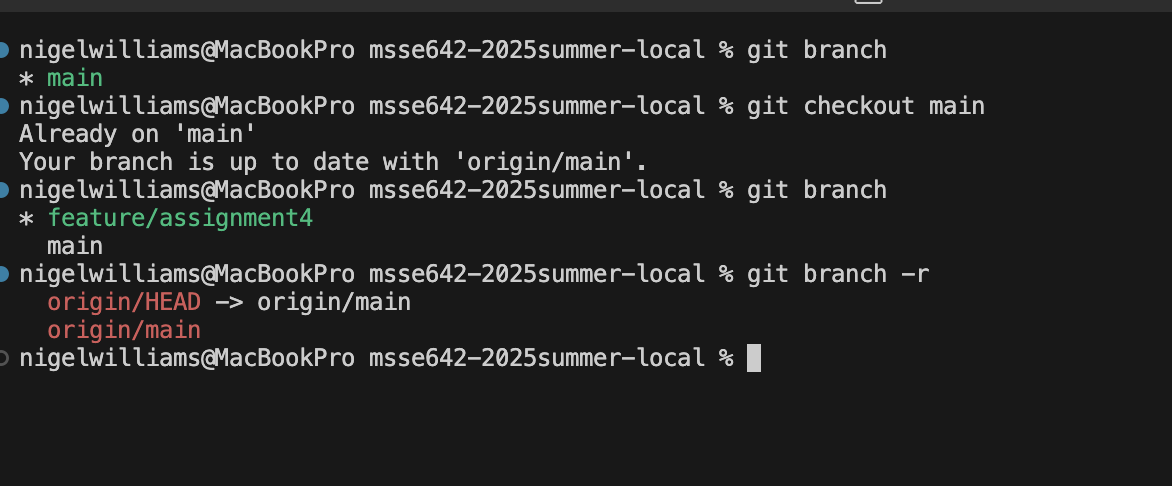 nigelwilliams@MacBookPro msse642-2025summer-local % git branch
* main
nigelwilliams@MacBookPro msse642-2025summer-local % git checkout main
Already on 'main'
Your branch is up to date with 'origin/main'.
nigelwilliams@MacBookPro msse642-2025summer-local % git branch
* feature/assignment4
  main
nigelwilliams@MacBookPro msse642-2025summer-local % git branch -r
  origin/HEAD -> origin/main
  origin/main
nigelwilliams@MacBookPro msse642-2025summer-local %